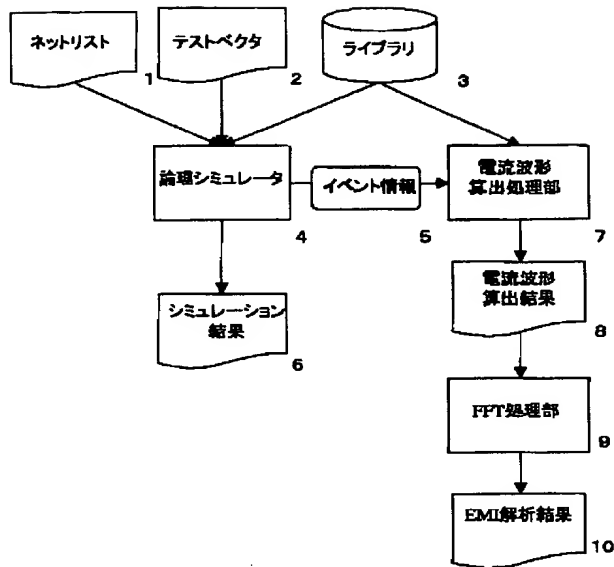 ネットリスト
1
テストベクタ
2
ライブラリ
3
論理シミュレータ
4
イベント情報
5
電流波形
算出処理部
7
シミュレーション
結果
6
電流波形
算出結果
8
FFT処理部
9
EMI解析結果
10